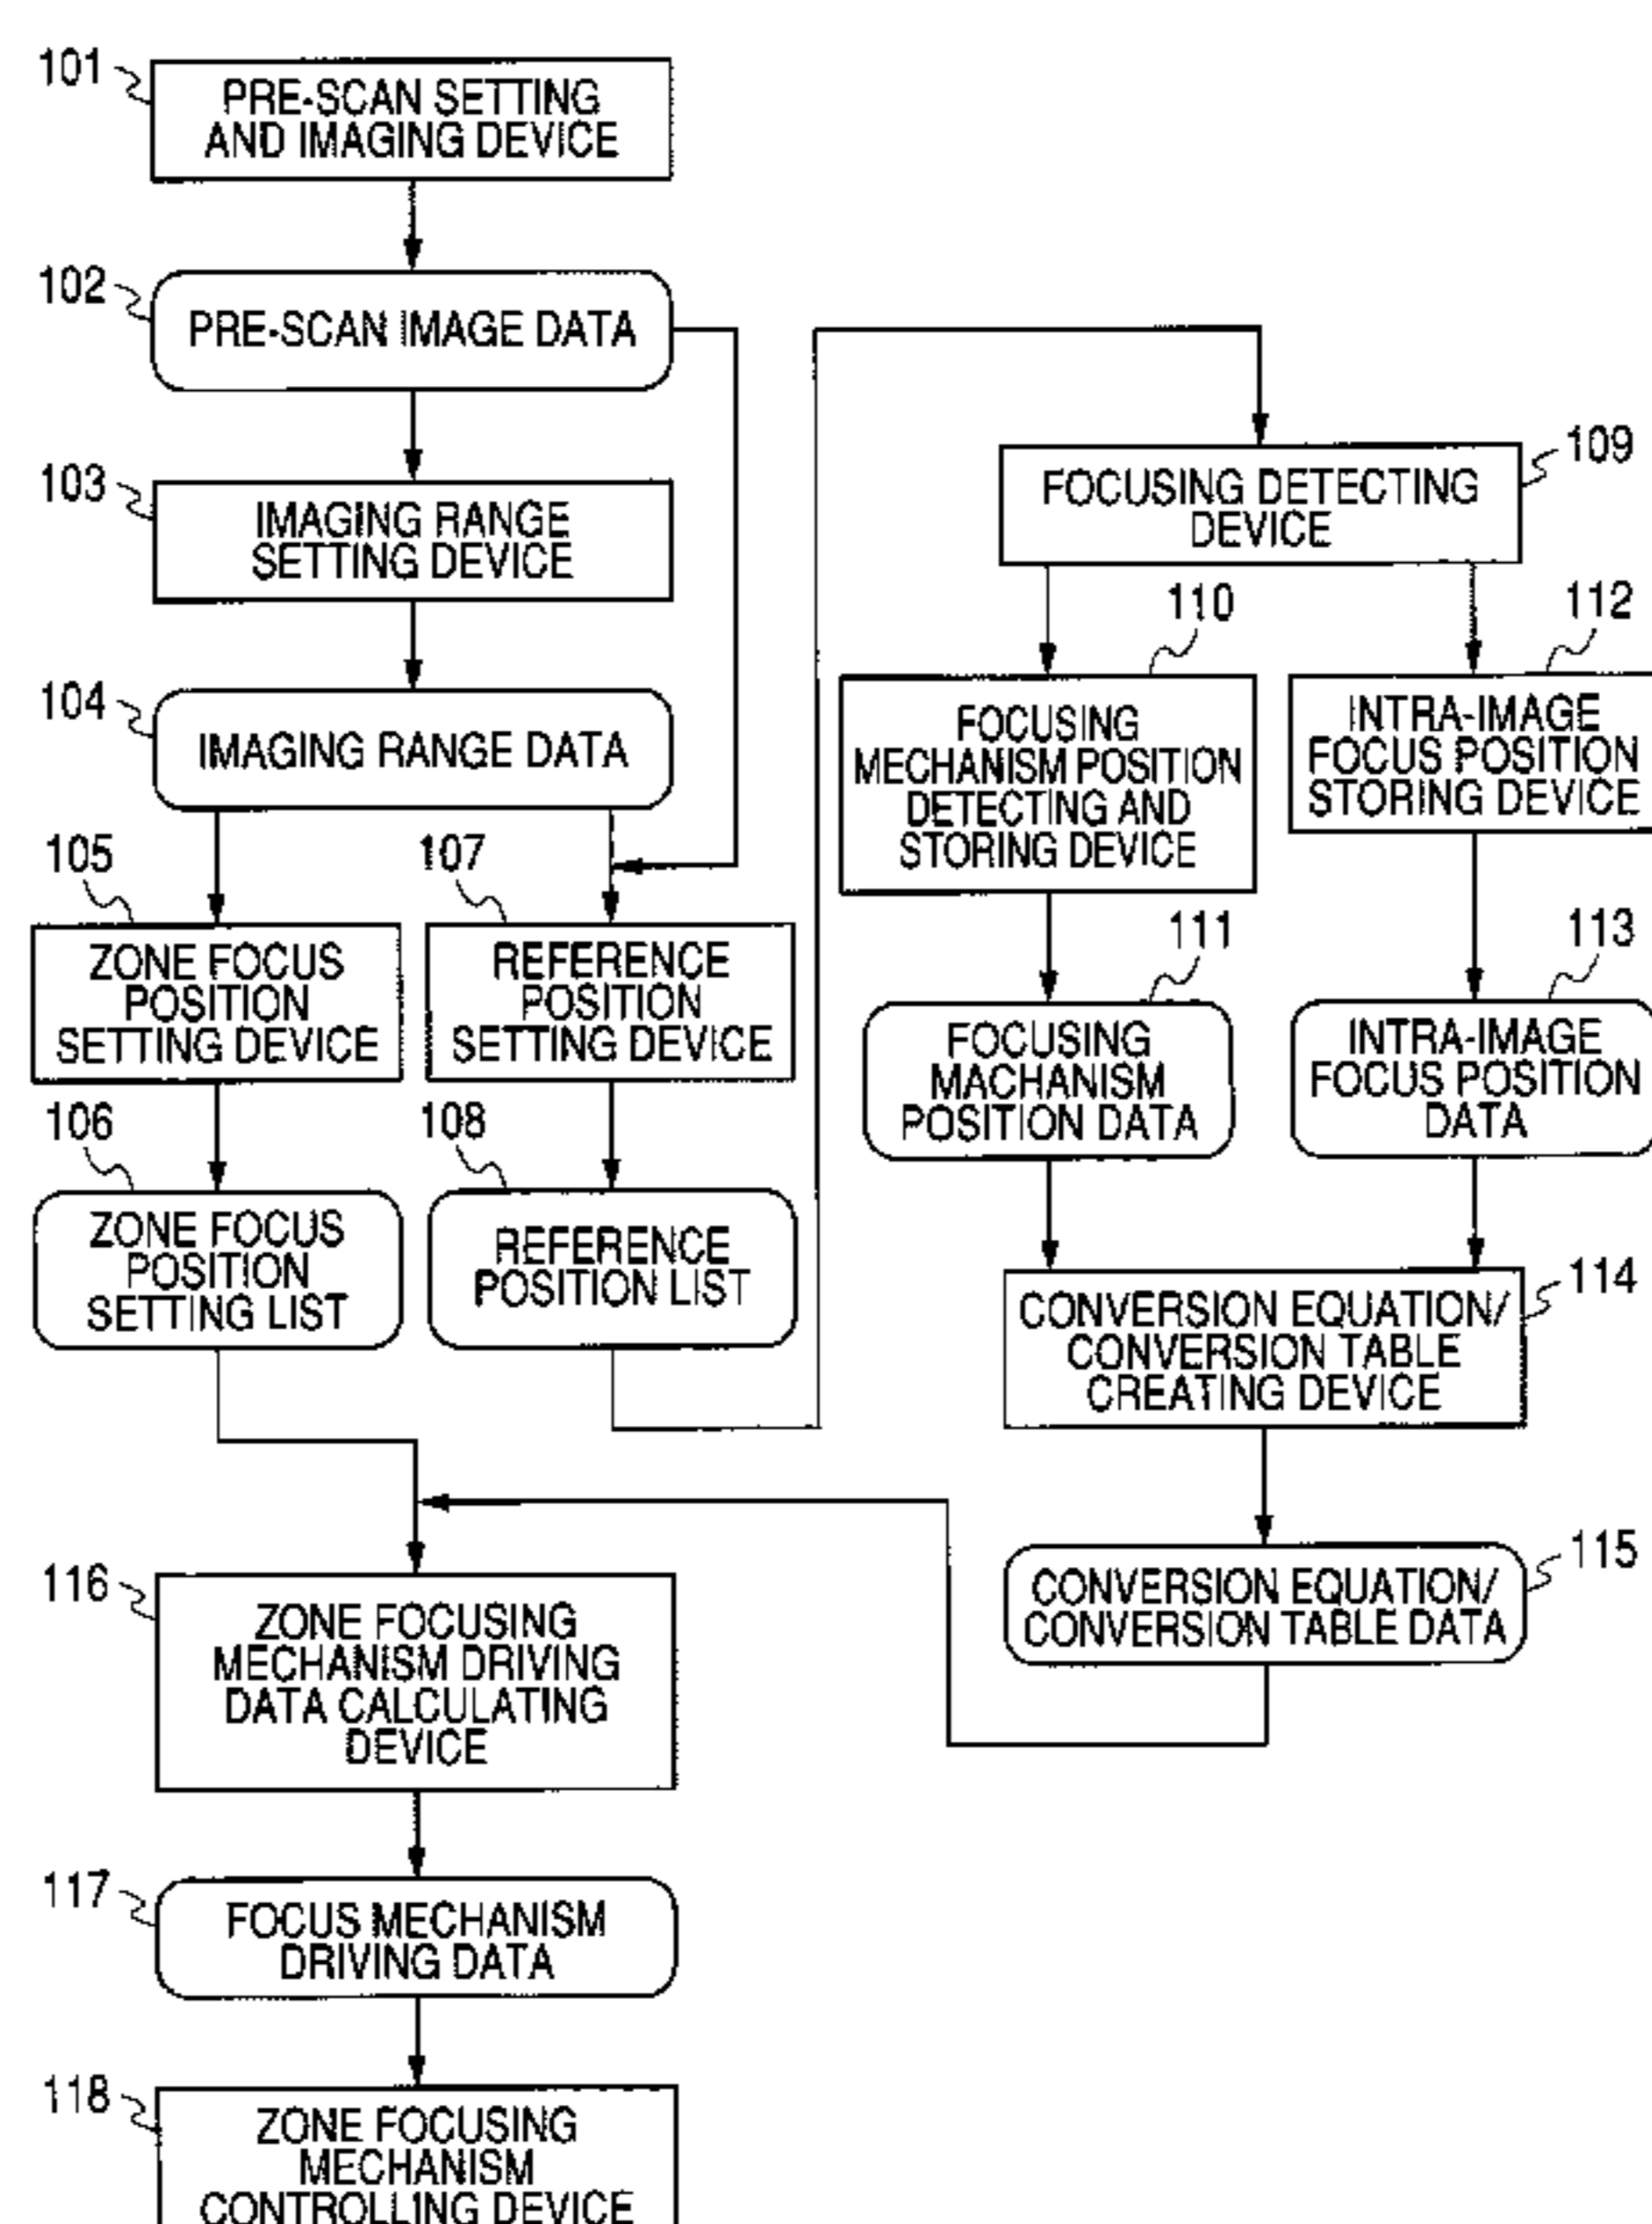 101
PRE-SCAN SETTING
AND IMAGING DEVICE
102
PRE-SCAN IMAGE DATA
103
IMAGING RANGE
SETTING DEVICE
104
IMAGING RANGE DATA
105
ZONE FOCUS
POSITION
SETTING DEVICE
107
REFERENCE
POSITION
SETTING DEVICE
106
ZONE FOCUS
POSITION
SETTING LIST
108
REFERENCE
POSITION LIST
109
FOCUSING DETECTING
DEVICE
110
FOCUSING
MECHANISM POSITION
DETECTING AND
STORING DEVICE
112
INTRA-IMAGE
FOCUS POSITION
STORING DEVICE
111
FOCUSING
MACHANISM
POSITION DATA
113
INTRA-IMAGE
FOCUS POSITION
DATA
114
CONVERSION EQUATION/
CONVERSION TABLE
CREATING DEVICE
115
CONVERSION EQUATION/
CONVERSION TABLE DATA
116
ZONE FOCUSING
MECHANISM DRIVING
DATA CALCULATING
DEVICE
117
FOCUS MECHANISM
DRIVING DATA
118
ZONE FOCUSING
MECHANISM
CONTROLLING DEVICE